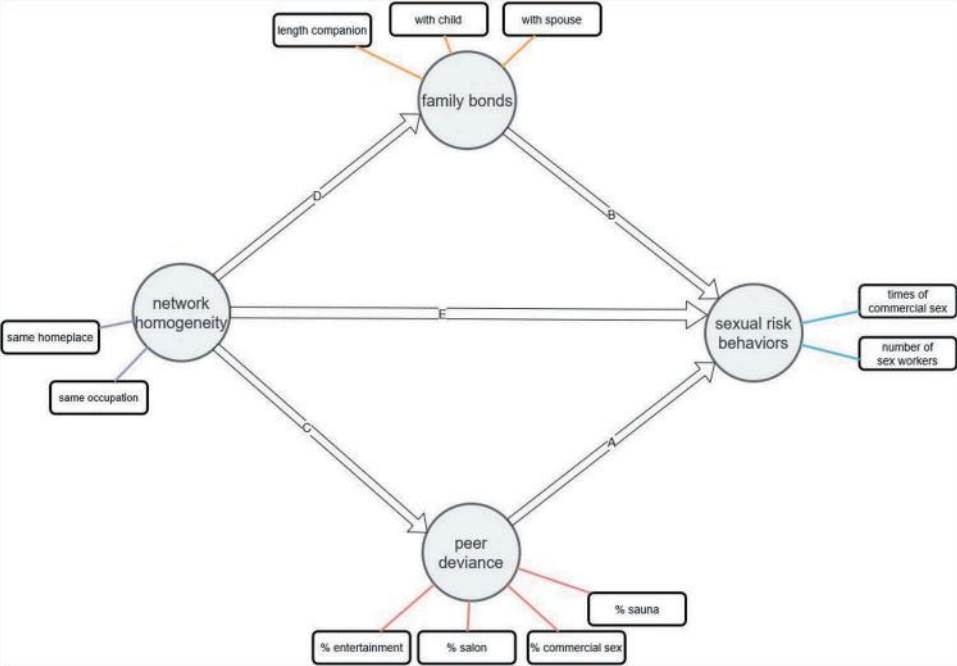 length companion
with child
with spouse
family bonds
D
B
network
homogeneity
E
sexual risk
behaviors
times of
commercial sex
number of
sex workers
same homeplace
same occupation
C
A
peer
deviance
% sauna
% entertainment
% salon
% commercial sex